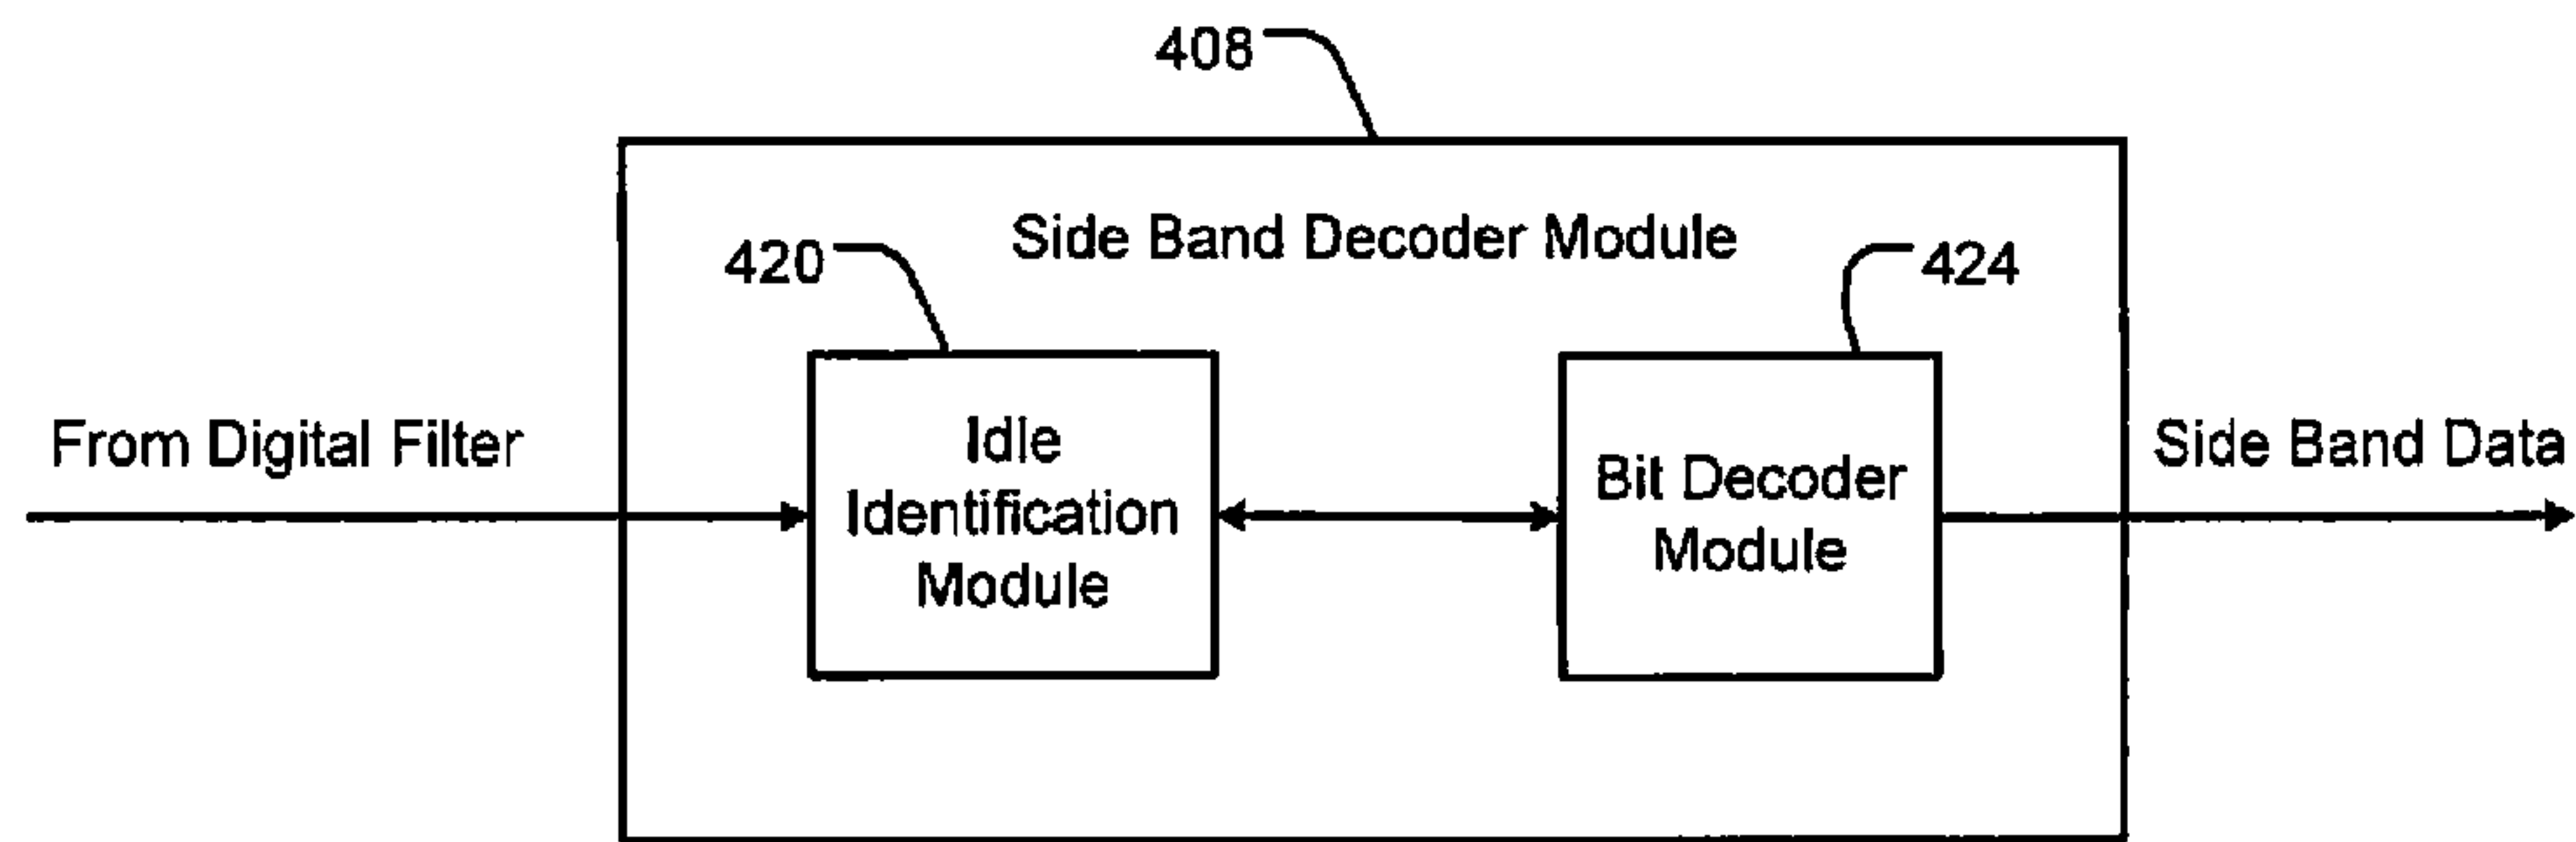 408
Side Band Decoder Module
420
424
From Digital Filter
Idle
Identification
Module
Bit Decoder
Module
Side Band Data